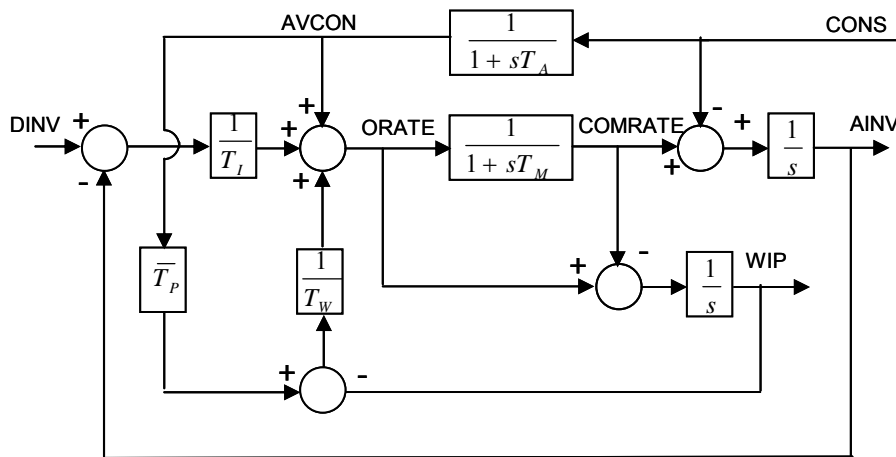 AVCON
1
1 + sT_A
CONS
DINV
+
-
1
T_I
+
+
+
ORATE
1
1 + sT_M
COMRATE
-
+
+
1
s
AINV
T̅_P
1
T_W
+
-
1
s
WIP
+
-